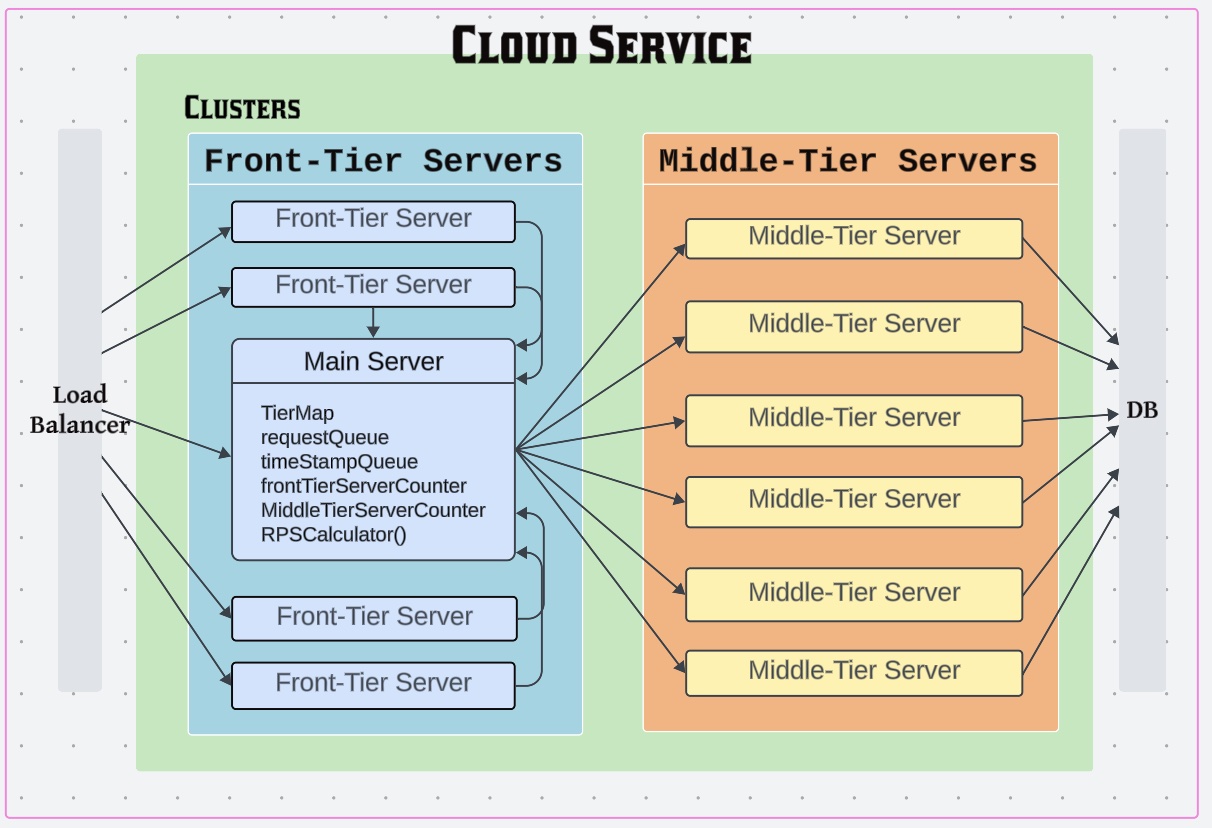 Cloud Service
Clusters
Front-Tier Servers
Front-Tier Server
Front-Tier Server
Main Server
TierMap
requestQueue
timeStampQueue
frontTierServerCounter
MiddleTierServerCounter
RPSCalculator()
Front-Tier Server
Front-Tier Server
Load
Balancer
Middle-Tier Servers
Middle-Tier Server
Middle-Tier Server
Middle-Tier Server
Middle-Tier Server
Middle-Tier Server
Middle-Tier Server
DB